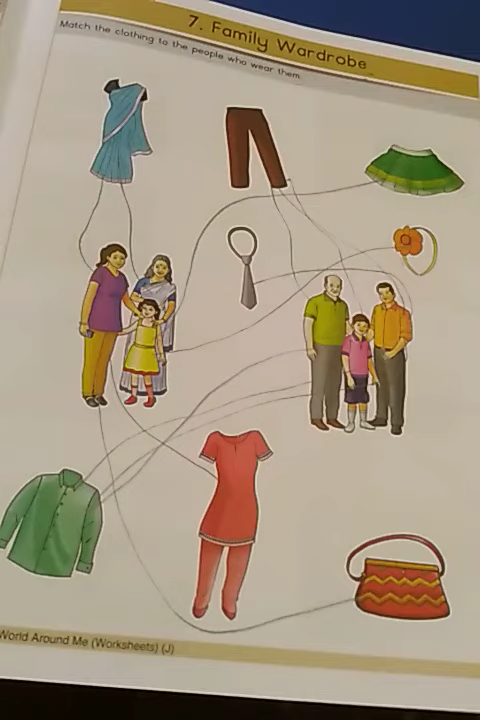 7. Family Wardrobe
Match the clothing to the people who wear them.
World Around Me (Worksheets) (J)